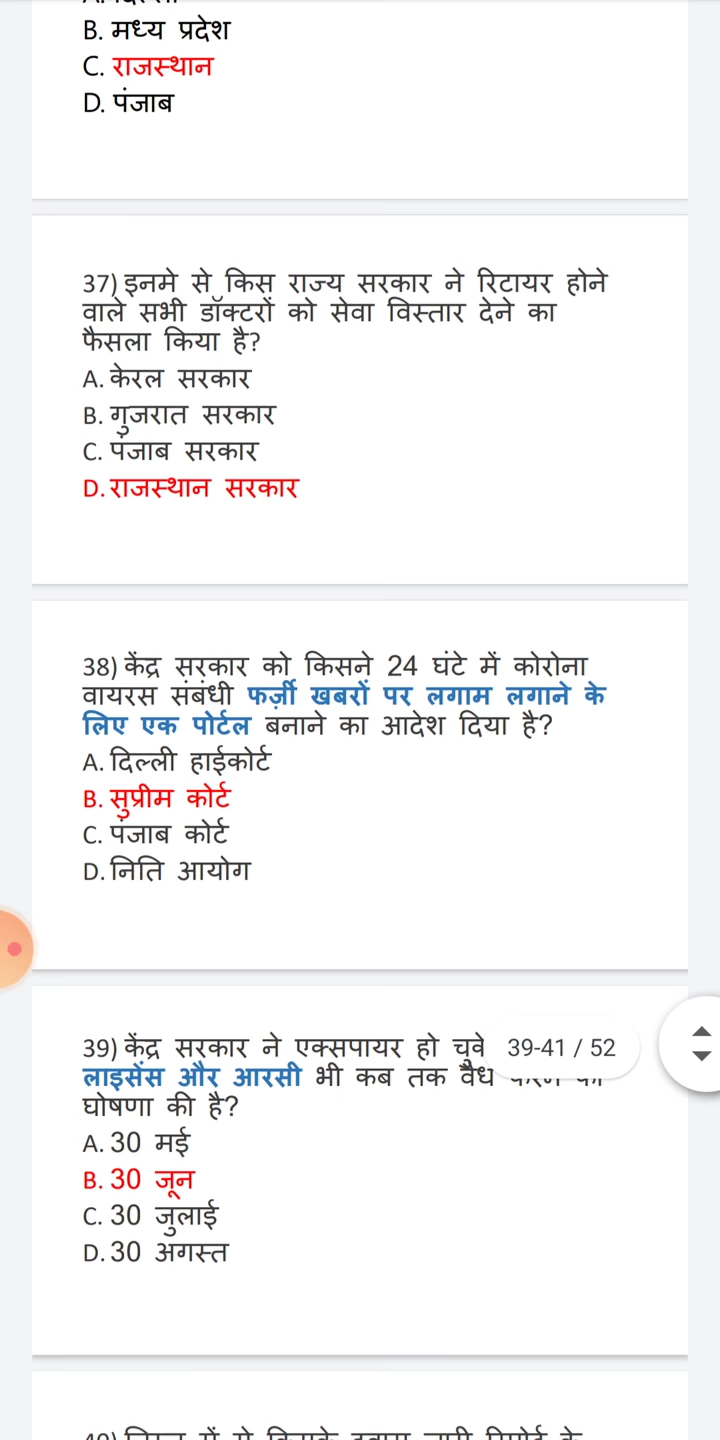 B. मध्य प्रदेश
C. राजस्थान
D. पंजाब
37) इनमे से किस राज्य सरकार ने रिटायर होने
वाले सभी डॉक्टरों को सेवा विस्तार देने का
फैसला किया है?
A. केरल सरकार
B. गुजरात सरकार
C. पंजाब सरकार
D. राजस्थान सरकार
38) केंद्र सरकार को किसने 24 घंटे में कोरोना
वायरस संबंधी फर्ज़ी खबरों पर लगाम लगाने के
लिए एक पोर्टल बनाने का आदेश दिया है?
A. दिल्ली हाईकोर्ट
B. सुप्रीम कोर्ट
C. पंजाब कोर्ट
D. निति आयोग
39) केंद्र सरकार ने एक्सपायर हो चुके
39-41 / 52
लाइसेंस और आरसी भी कब तक वैध
घोषणा की है?
A. 30 मई
B. 30 जून
C. 30 जुलाई
D. 30 अगस्त